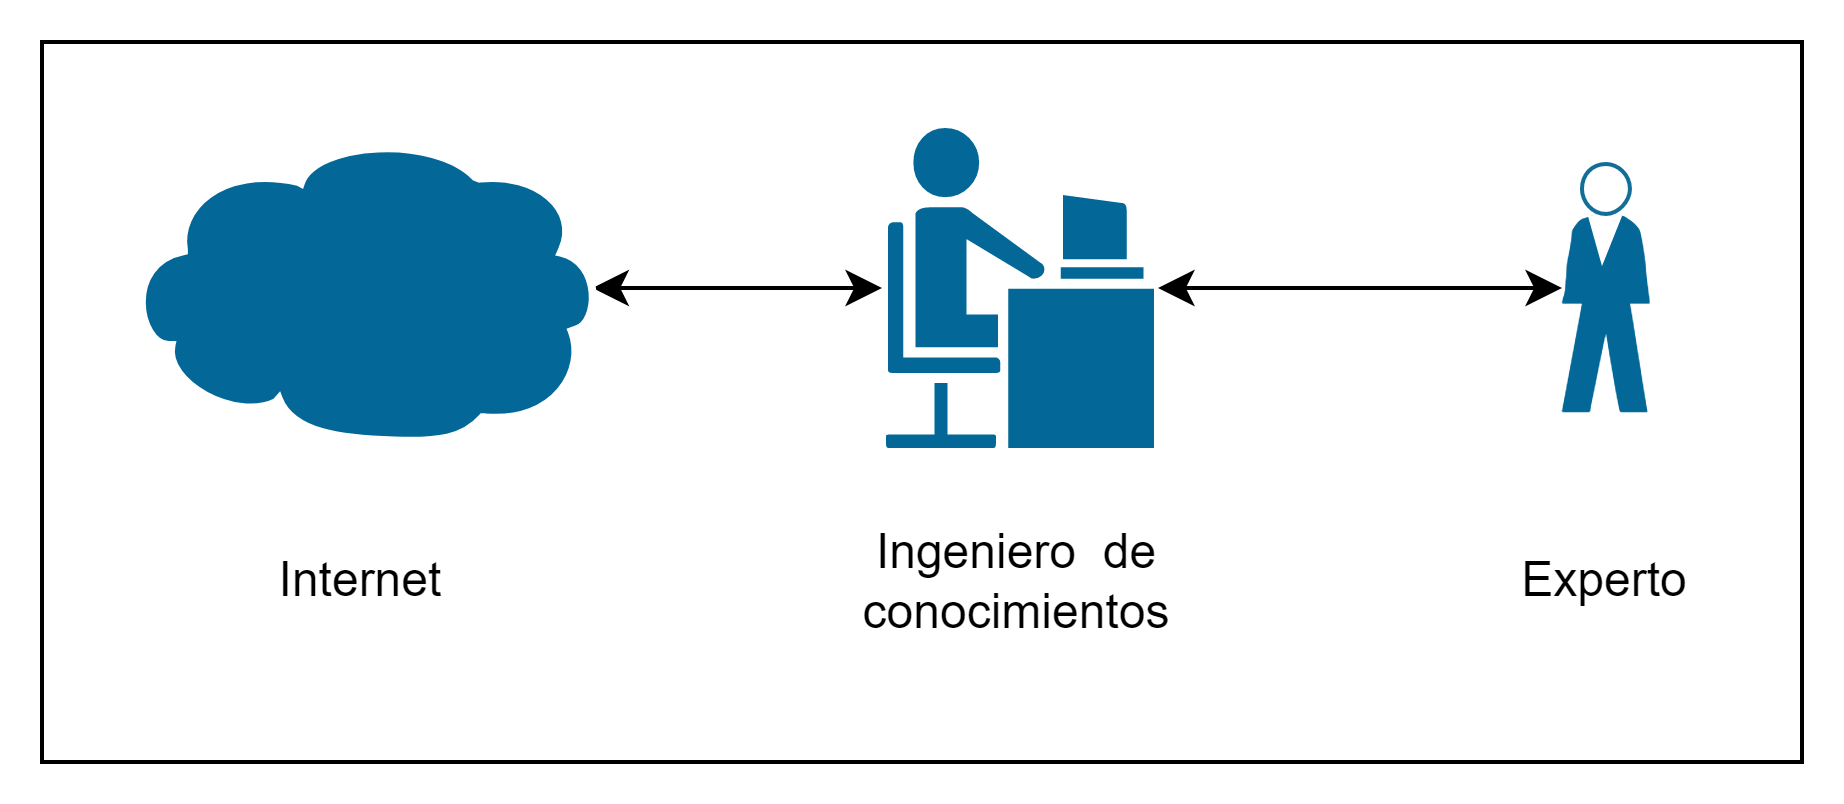 Internet
Ingeniero de
conocimientos
Experto